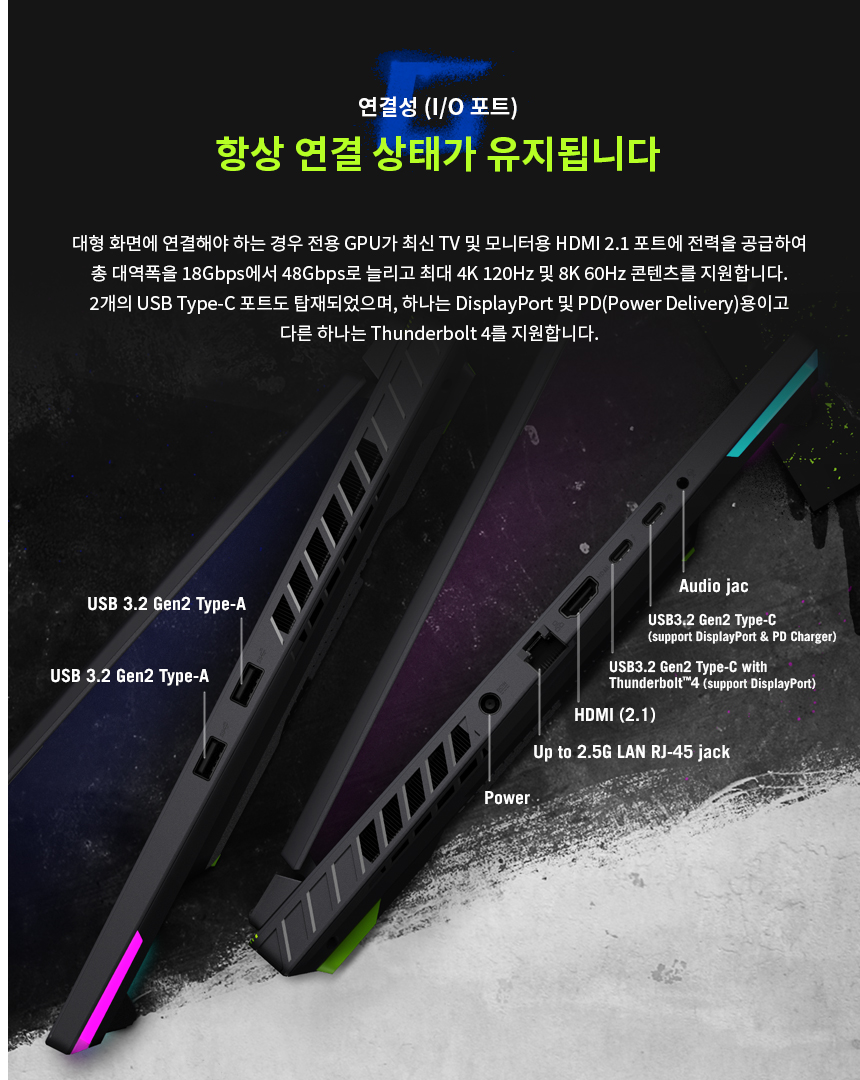 연결성 (I/O 포트)
항상 연결 상태가 유지됩니다
대형 화면에 연결해야 하는 경우 전용 GPU가 최신 TV 및 모니터용 HDMI 2.1 포트에 전력을 공급하여
총 대역폭을 18Gbps에서 48Gbps로 늘리고 최대 4K 120Hz 및 8K 60Hz 콘텐츠를 지원합니다.
2개의 USB Type-C 포트도 탑재되었으며, 하나는 DisplayPort 및 PD(Power Delivery)용이고
다른 하나는 Thunderbolt 4를 지원합니다.
USB 3.2 Gen2 Type-A
USB 3.2 Gen2 Type-A
Audio jac
USB3.2 Gen2 Type-C
(support DisplayPort & PD Charger)
USB3.2 Gen2 Type-C with
Thunderbolt™4 (support DisplayPort)
HDMI (2.1)
Up to 2.5G LAN RJ-45 jack
Power